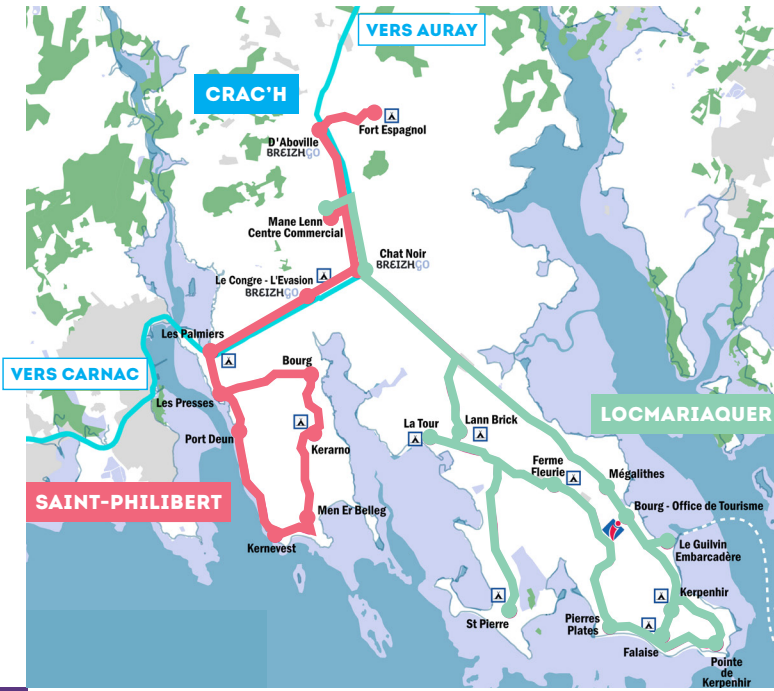 VERS AURAY
CRAC'H
Fort Espagnol
D'Aboville
BREIZHGO
Mane Lenn
Centre Commercial
Chat Noir
BREIZHGO
Le Congre - L'Evasion
BREIZHGO
Les Palmiers
VERS CARNAC
Bourg
Les Presses
LOCMARIAQUER
La Tour
Lann Brick
Port Deun
Kerarno
Ferme
Fleurie
Mégalithes
SAINT-PHILIBERT
Men Er Belleg
Bourg - Office de Tourisme
Kernevest
Le Guilvin
Embarcadère
Kerpenhir
St Pierre
Pierres
Plates
Falaise
Pointe
de
Kerpenhir